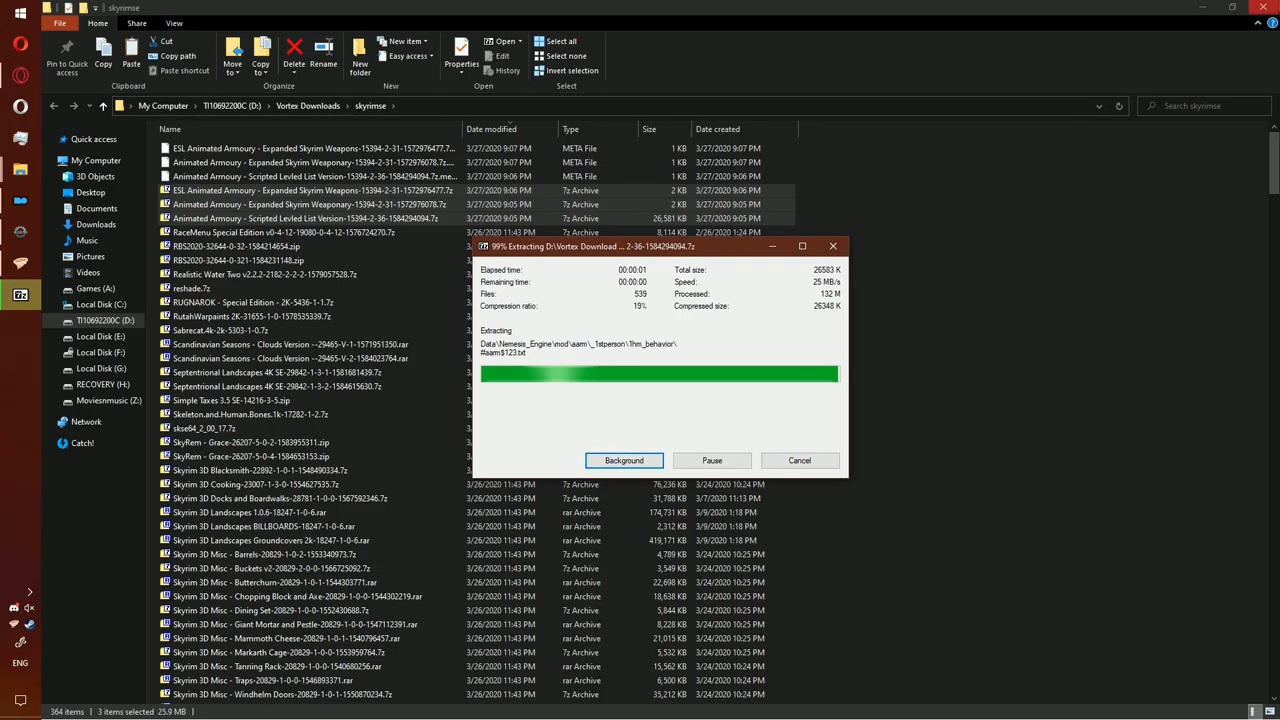 skyrimse
File
Home
Share
View
Pin to Quick access
Copy
Paste
Cut
Copy path
Paste shortcut
Clipboard
Move to
Copy to
Delete
Rename
Organize
New folder
New item
Easy access
New
Properties
Open
Edit
History
Open
Select all
Select none
Invert selection
Select
My Computer
TI10692200C (D:)
Vortex Downloads
skyrimse
Search skyrimse
Name
Date modified
Type
Size
Date created
Quick access
My Computer
3D Objects
Desktop
Documents
Downloads
Music
Pictures
Videos
Games (A:)
Local Disk (C:)
TI10692200C (D:)
Local Disk (E:)
Local Disk (F:)
Local Disk (G:)
RECOVERY (H:)
Moviesnmusic (Z:)
Network
Catch!
ESL Animated Armoury - Expanded Skyrim Weapons-15394-2-31-1572976477.7... 3/27/2020 9:07 PM META File 1 KB 3/27/2020 9:07 PM
Animated Armoury - Expanded Skyrim Weaponary-15394-2-31-1572976078.7z.... 3/27/2020 9:07 PM META File 1 KB 3/27/2020 9:07 PM
Animated Armoury - Scripted Levled List Version-15394-2-36-1584294094.7z.me... 3/27/2020 9:06 PM META File 1 KB 3/27/2020 9:06 PM
ESL Animated Armoury - Expanded Skyrim Weapons-15394-2-31-1572976477.7z 3/27/2020 9:06 PM 7z Archive 2 KB 3/27/2020 9:06 PM
Animated Armoury - Expanded Skyrim Weaponary-15394-2-31-1572976078.7z 3/27/2020 9:05 PM 7z Archive 2 KB 3/27/2020 9:05 PM
Animated Armoury - Scripted Levled List Version-15394-2-36-1584294094.7z 3/27/2020 9:05 PM 7z Archive 26,581 KB 3/27/2020 9:05 PM
RaceMenu Special Edition v0-4-12-19080-0-4-12-1576724270.7z 3/26/2020 11:44 PM 7z Archive 8,114 KB 2/26/2020 1:24 PM
RBS2020-32644-0-32-1584214654.zip
RBS2020-32644-0-31-1584231148.zip
Realistic Water Two v2.2.2-2182-2-2-2-1579057528.7z
reshade.7z
RUGNAROK - Special Edition - 2K-5436-1-1.7z
RutahWarpaints 2K-31655-1-0-1578535339.7z
Sabrecat.4k-2k-5303-1-0.7z
Scandinavian Seasons - Clouds Version --29465-V-1-1571951350.rar
Scandinavian Seasons - Clouds Version --29465-V-2-1584023764.rar
Septentrional Landscapes 4K SE-29842-1-3-1581681439.7z
Septentrional Landscapes 4K SE-29842-1-3-2-1584615630.7z
Simple Taxes 3.5 SE-14216-2-5.zip
Skeleton.and.Human.Bones.1k-17282-1-2.7z
skse64_2_00_17.7z
SkyRem - Grace-26207-5-0-2-1583955311.zip
SkyRem - Grace-26207-5-0-4-1584653153.zip
Skyrim 3D Blacksmith-22892-1-0-1548490334.7z
Skyrim 3D Cooking-23007-1-3-0-1554627535.7z 3/26/2020 11:43 PM 7z Archive 76,236 KB 3/24/2020 10:25 PM
Skyrim 3D Docks and Boardwalks-28781-1-0-0-1567592346.7z 3/26/2020 11:43 PM 7z Archive 31,788 KB 3/7/2020 11:13 PM
Skyrim 3D Landscapes 1.0.6-18247-1-0-6.rar 3/26/2020 11:43 PM rar Archive 174,731 KB 3/9/2020 1:18 PM
Skyrim 3D Landscapes BILLBOARDS-18247-1-0-6.rar 3/26/2020 11:43 PM rar Archive 2,312 KB 3/9/2020 1:18 PM
Skyrim 3D Landscapes Groundcovers 2k-18247-1-0-6.rar 3/26/2020 11:43 PM rar Archive 419,171 KB 3/9/2020 1:18 PM
Skyrim 3D Misc - Barrels-20829-1-0-2-1553340973.7z 3/26/2020 11:43 PM 7z Archive 4,789 KB 3/24/2020 10:25 PM
Skyrim 3D Misc - Buckets v2-20829-2-0-0-1566725092.7z 3/26/2020 11:43 PM 7z Archive 3,549 KB 3/24/2020 10:25 PM
Skyrim 3D Misc - Butterchurn-20829-1-0-1544303771.rar 3/26/2020 11:43 PM rar Archive 22,698 KB 3/24/2020 10:25 PM
Skyrim 3D Misc - Chopping Block and Axe-20829-1-0-1544302219.rar 3/26/2020 11:43 PM rar Archive 18,638 KB 3/24/2020 10:25 PM
Skyrim 3D Misc - Dining Set-20829-1-0-0-1552430688.7z 3/26/2020 11:43 PM 7z Archive 5,844 KB 3/24/2020 10:25 PM
Skyrim 3D Misc - Giant Mortar and Pestle-20829-1-0-0-1547112391.rar 3/26/2020 11:43 PM rar Archive 8,228 KB 3/24/2020 10:25 PM
Skyrim 3D Misc - Mammoth Cheese-20829-1-0-1-1540796457.rar 3/26/2020 11:43 PM rar Archive 21,015 KB 3/24/2020 10:25 PM
Skyrim 3D Misc - Markarth Cage-20829-1-0-0-1553959764.7z 3/26/2020 11:43 PM 7z Archive 5,532 KB 3/24/2020 10:25 PM
Skyrim 3D Misc - Tanning Rack-20829-1-0-0-1540680256.rar 3/26/2020 11:43 PM rar Archive 15,562 KB 3/24/2020 10:25 PM
Skyrim 3D Misc - Traps-20829-1-0-0-1546893371.rar 3/26/2020 11:43 PM rar Archive 6,500 KB 3/24/2020 10:25 PM
Skyrim 3D Misc - Windhelm Doors-20829-1-0-0-1550870234.7z 3/26/2020 11:43 PM 7z Archive 35,212 KB 3/24/2020 10:25 PM
99% Extracting D:\Vortex Download ... 2-36-1584294094.7z
Elapsed time: 00:00:01 Total size: 26583 K
Remaining time: 00:00:00 Speed: 25 MB/s
Files: 539 Processed: 132 M
Compression ratio: 19% Compressed size: 26348 K
Extracting
Data\Nemesis_Engine\mod\aarm\_1stperson\1hm_behavior\
#aarm$123.txt
Background
Pause
Cancel
ENG
364 items
3 items selected 25.9 MB